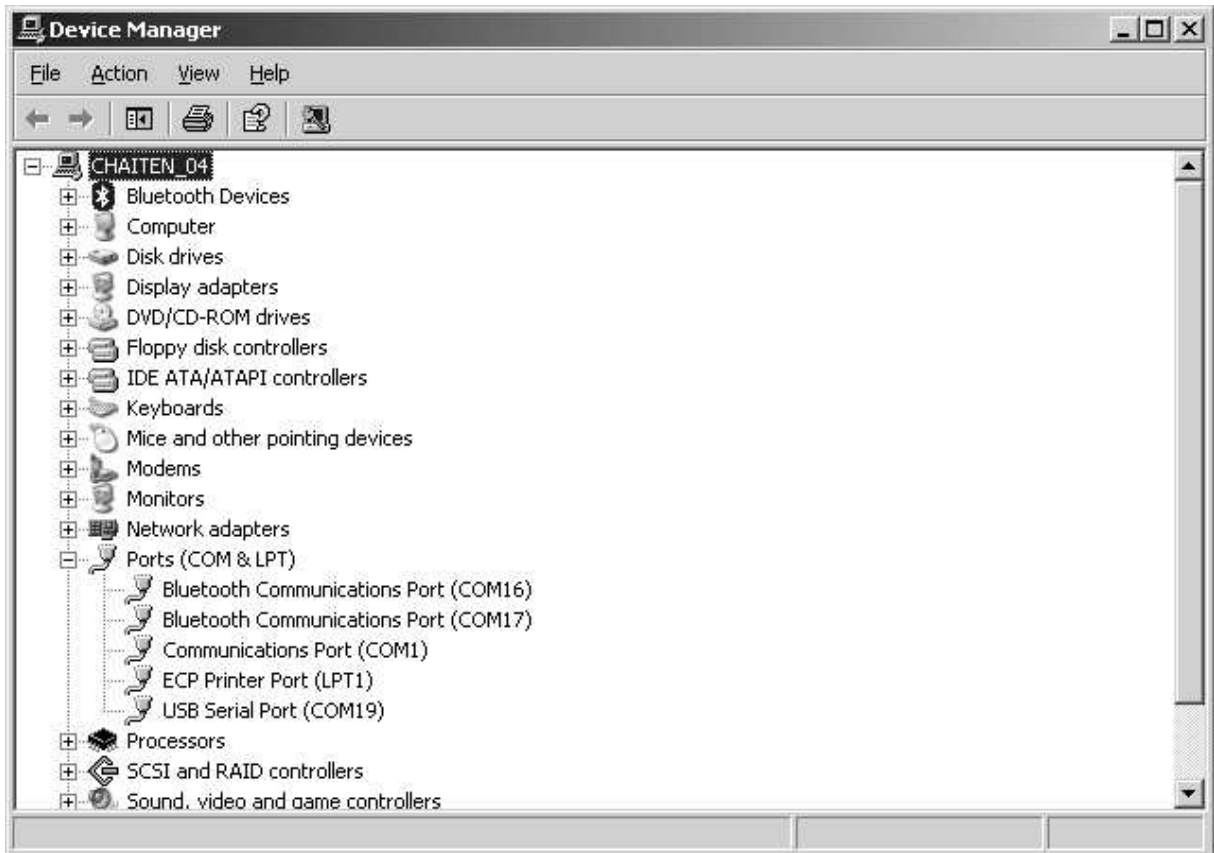 Device Manager
File Action View Help
CHAITEN_04
Bluetooth Devices
Computer
Disk drives
Display adapters
DVD/CD-ROM drives
Floppy disk controllers
IDE ATA/ATAPI controllers
Keyboards
Mice and other pointing devices
Modems
Monitors
Network adapters
Ports (COM & LPT)
Bluetooth Communications Port (COM16)
Bluetooth Communications Port (COM17)
Communications Port (COM1)
ECP Printer Port (LPT1)
USB Serial Port (COM19)
Processors
SCSI and RAID controllers
Sound, video and game controllers